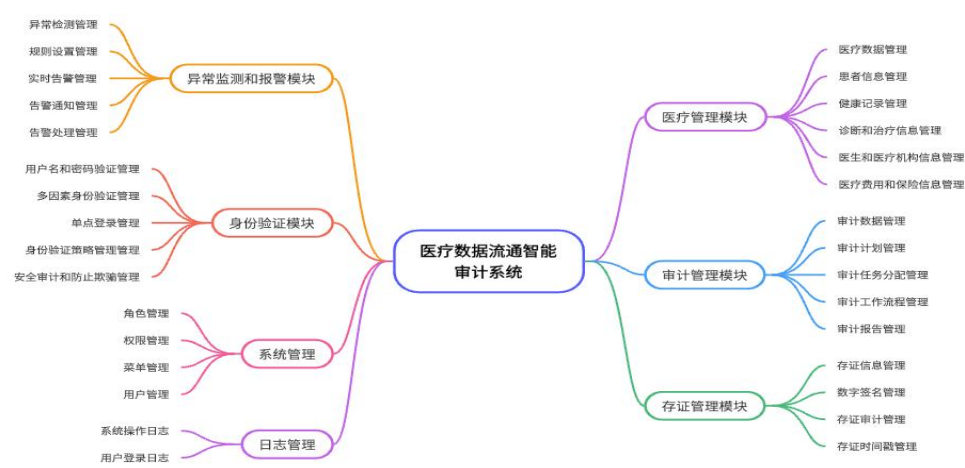 医疗数据流通智能
审计系统
异常监测和报警模块
异常检测管理
规则设置管理
实时告警管理
告警通知管理
告警处理管理
身份验证模块
用户名和密码验证管理
多因素身份验证管理
单点登录管理
身份验证策略管理管理
安全审计和防止欺骗管理
系统管理
角色管理
权限管理
菜单管理
用户管理
日志管理
系统操作日志
用户登录日志
医疗管理模块
医疗数据管理
患者信息管理
健康记录管理
诊断和治疗信息管理
医生和医疗机构信息管理
医疗费用和保险信息管理
审计管理模块
审计数据管理
审计计划管理
审计任务分配管理
审计工作流程管理
审计报告管理
存证管理模块
存证信息管理
数字签名管理
存证审计管理
存证时间戳管理